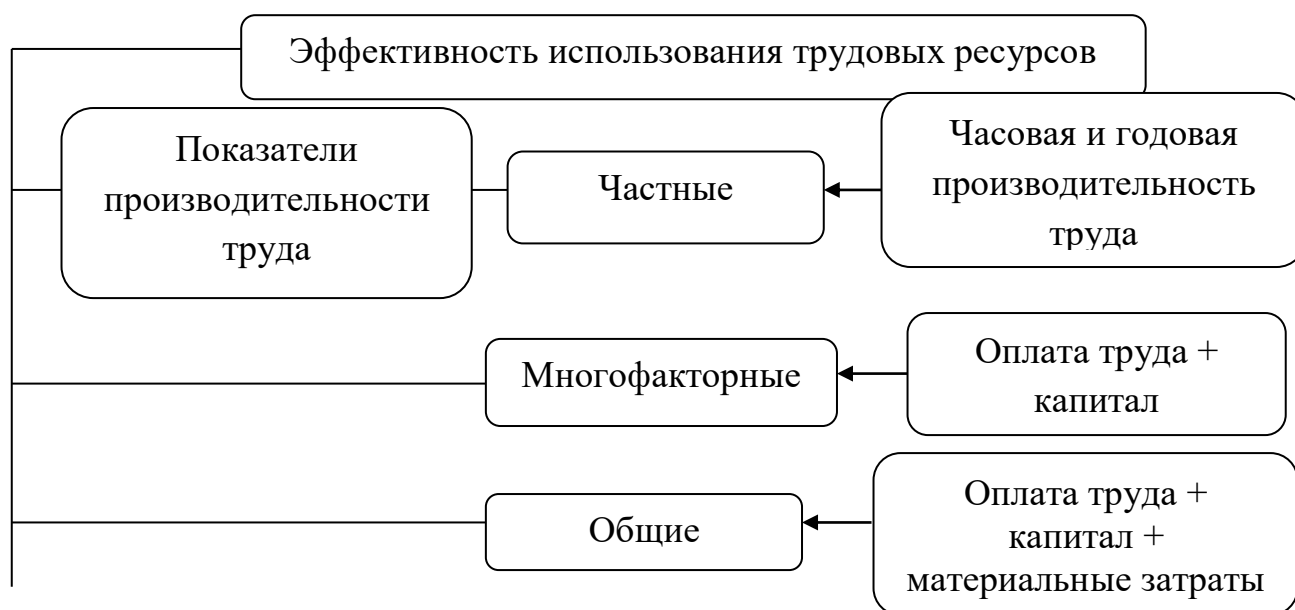 Эффективность использования трудовых ресурсов
Показатели
производительности
труда
Частные
Часовая и годовая
производительность
труда
Многофакторные
Оплата труда +
капитал
Общие
Оплата труда +
капитал +
материальные затраты